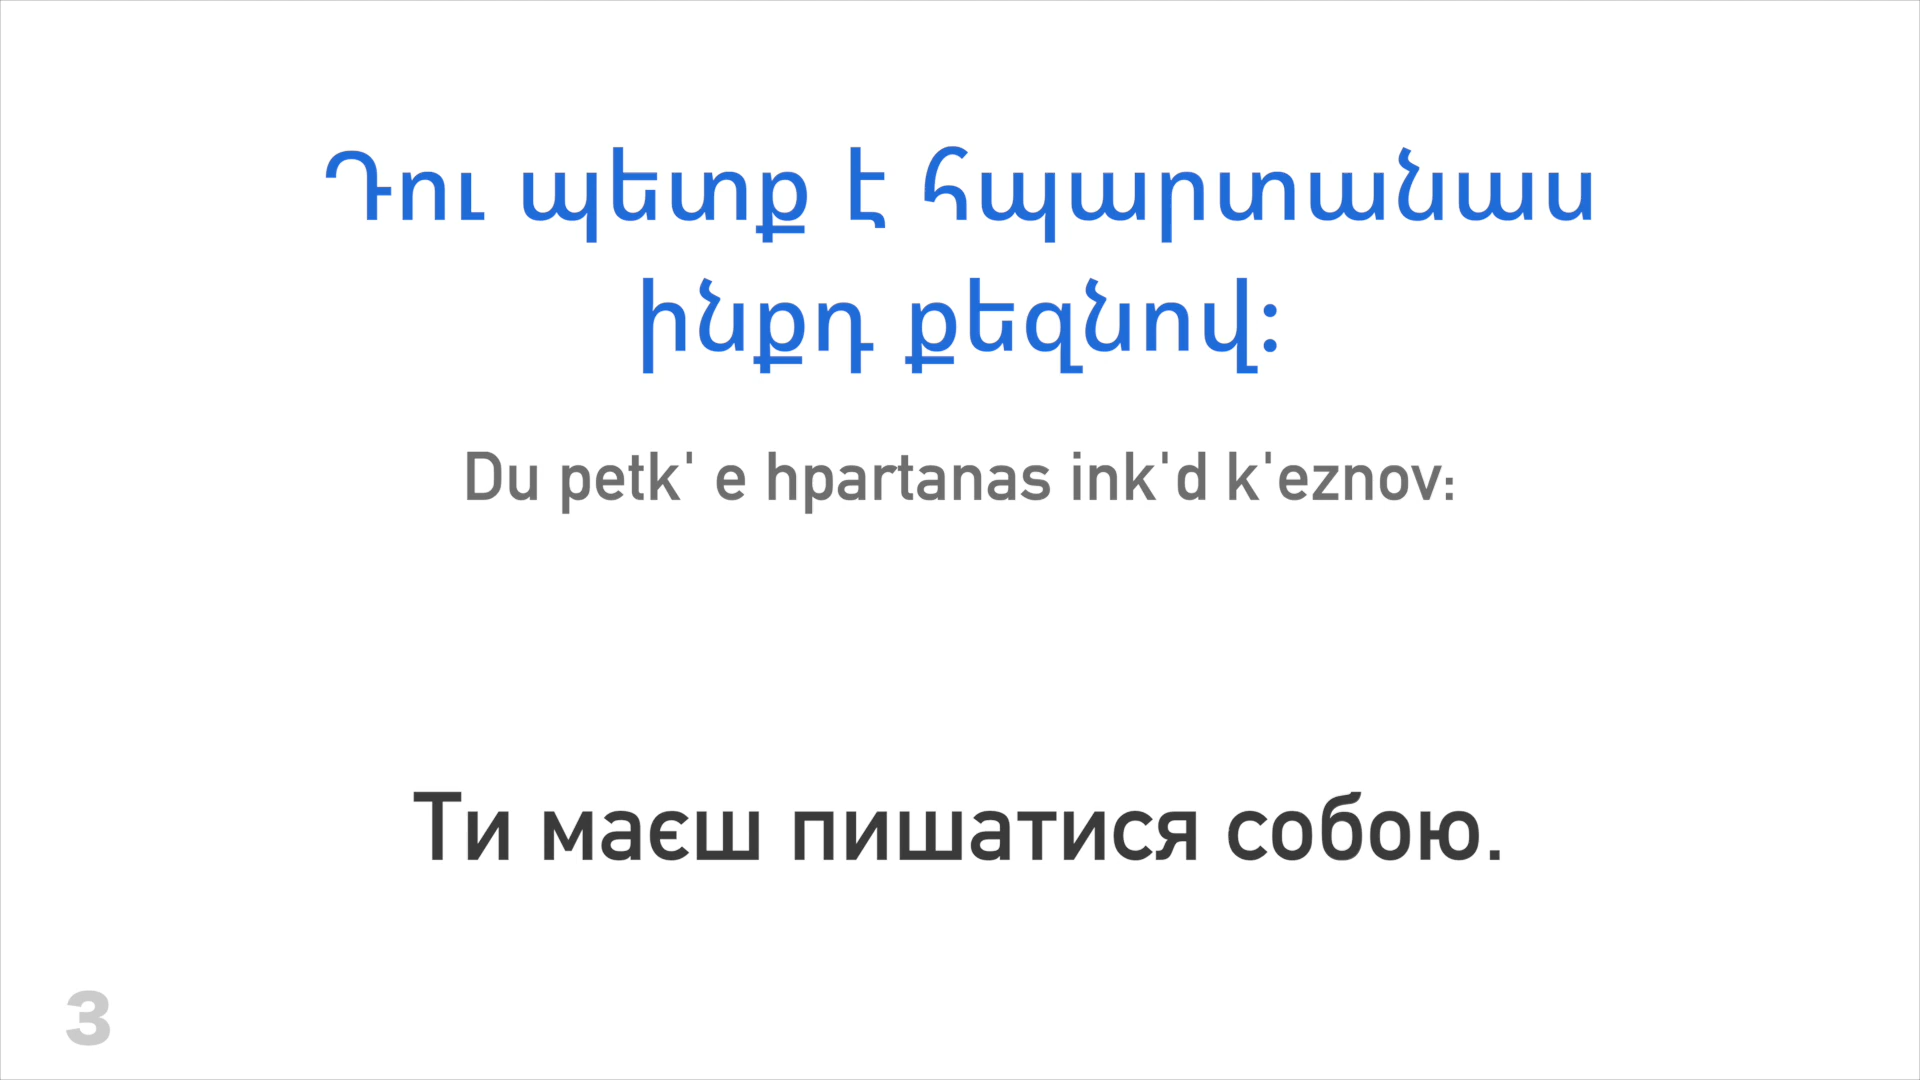 Դու պետք է հպարտանաս
ինքդ քեզնով։
Du petk' e hpartanas ink'd k'eznov:
Ти маєш пишатися собою.
3